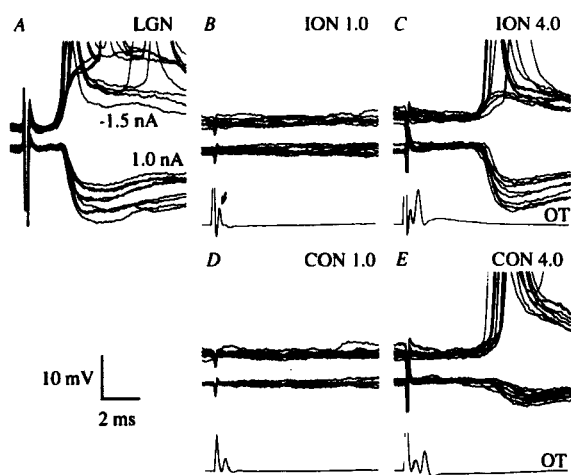 A LGN
B ION 1.0
C ION 4.0
-1.5 nA
1.0 nA
OT
D CON 1.0
E CON 4.0
10 mV
2 ms
OT